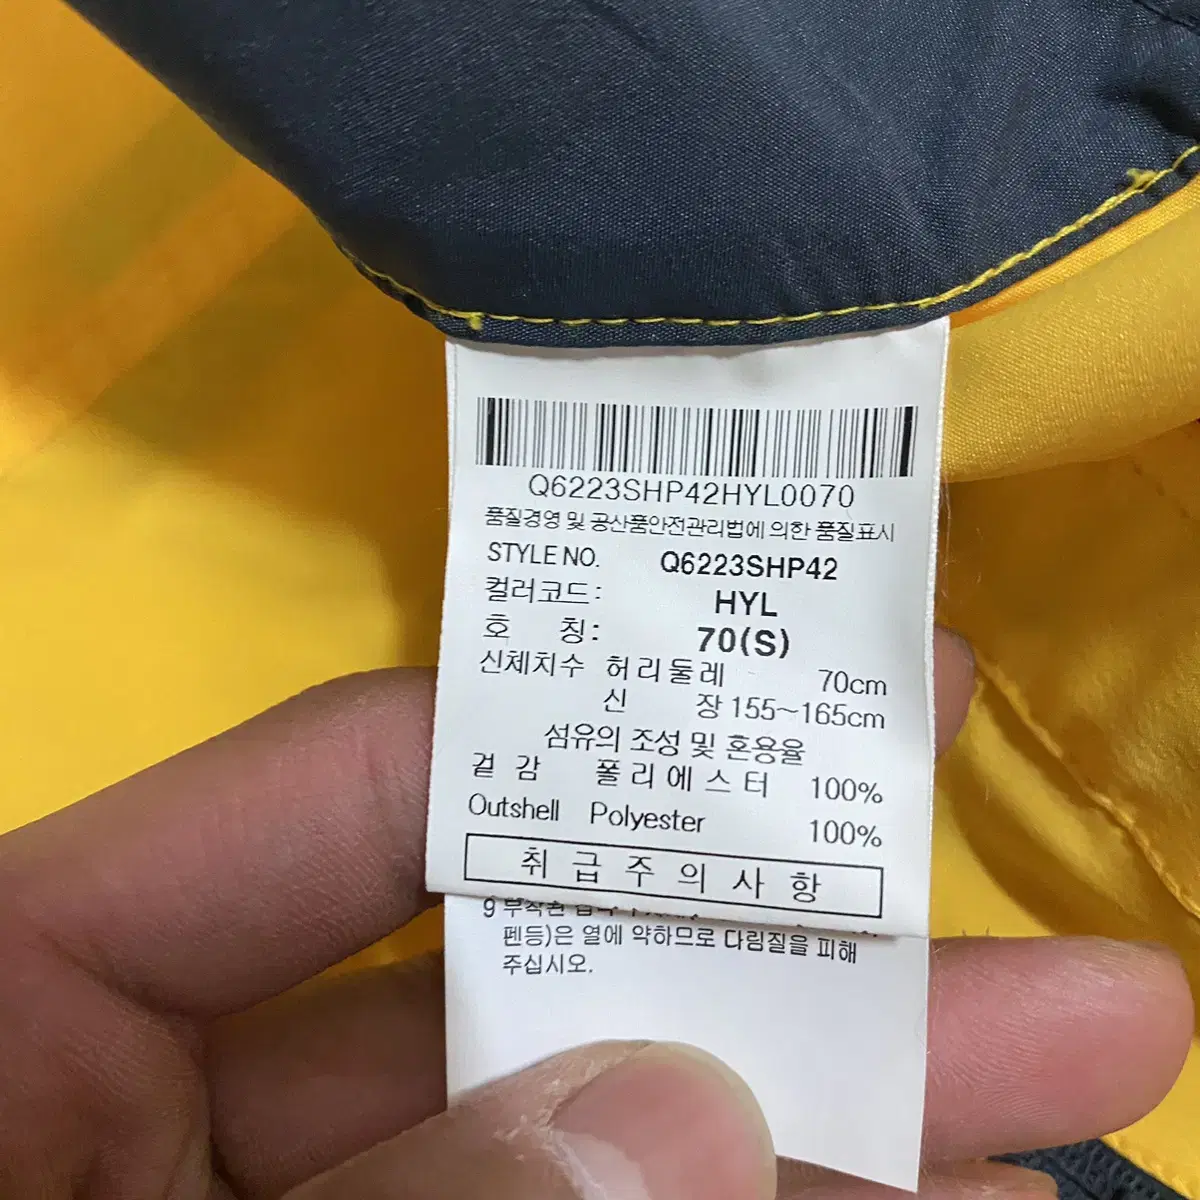 Q6223SHP42HYL0070
품질경영 및 공산품안전관리법에 의한 품질표시
STYLE NO. Q6223SHP42
컬러코드: HYL
호 칭: 70(S)
신체치수 허리둘레 70cm
신 장 155~165cm
섬유의 조성 및 혼용율
겉 감 폴리에스터 100%
Outshell Polyester 100%
취급주의사항
9 부착된
펜등)은 열에 약하므로 다림질을 피해
주십시오.